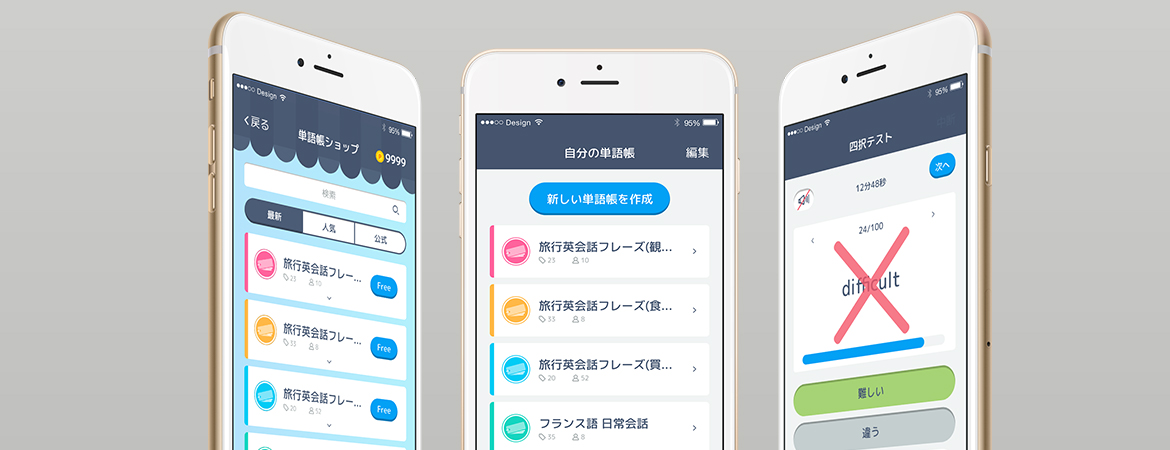 Design
95%
戻る
単語帳ショップ
9999
検索
最新
人気
公式
旅行英会話フレー...
23
10
Free
旅行英会話フレー...
33
8
Free
旅行英会話フレー...
20
52
Free
Design
95%
自分の単語帳
編集
新しい単語帳を作成
旅行英会話フレーズ(観...
23
10
旅行英会話フレーズ(食...
33
8
旅行英会話フレーズ(買...
20
52
フランス語 日常会話
35
8
Design
95%
四択テスト
12分48秒
次へ
24/100
difficult
難しい
違う